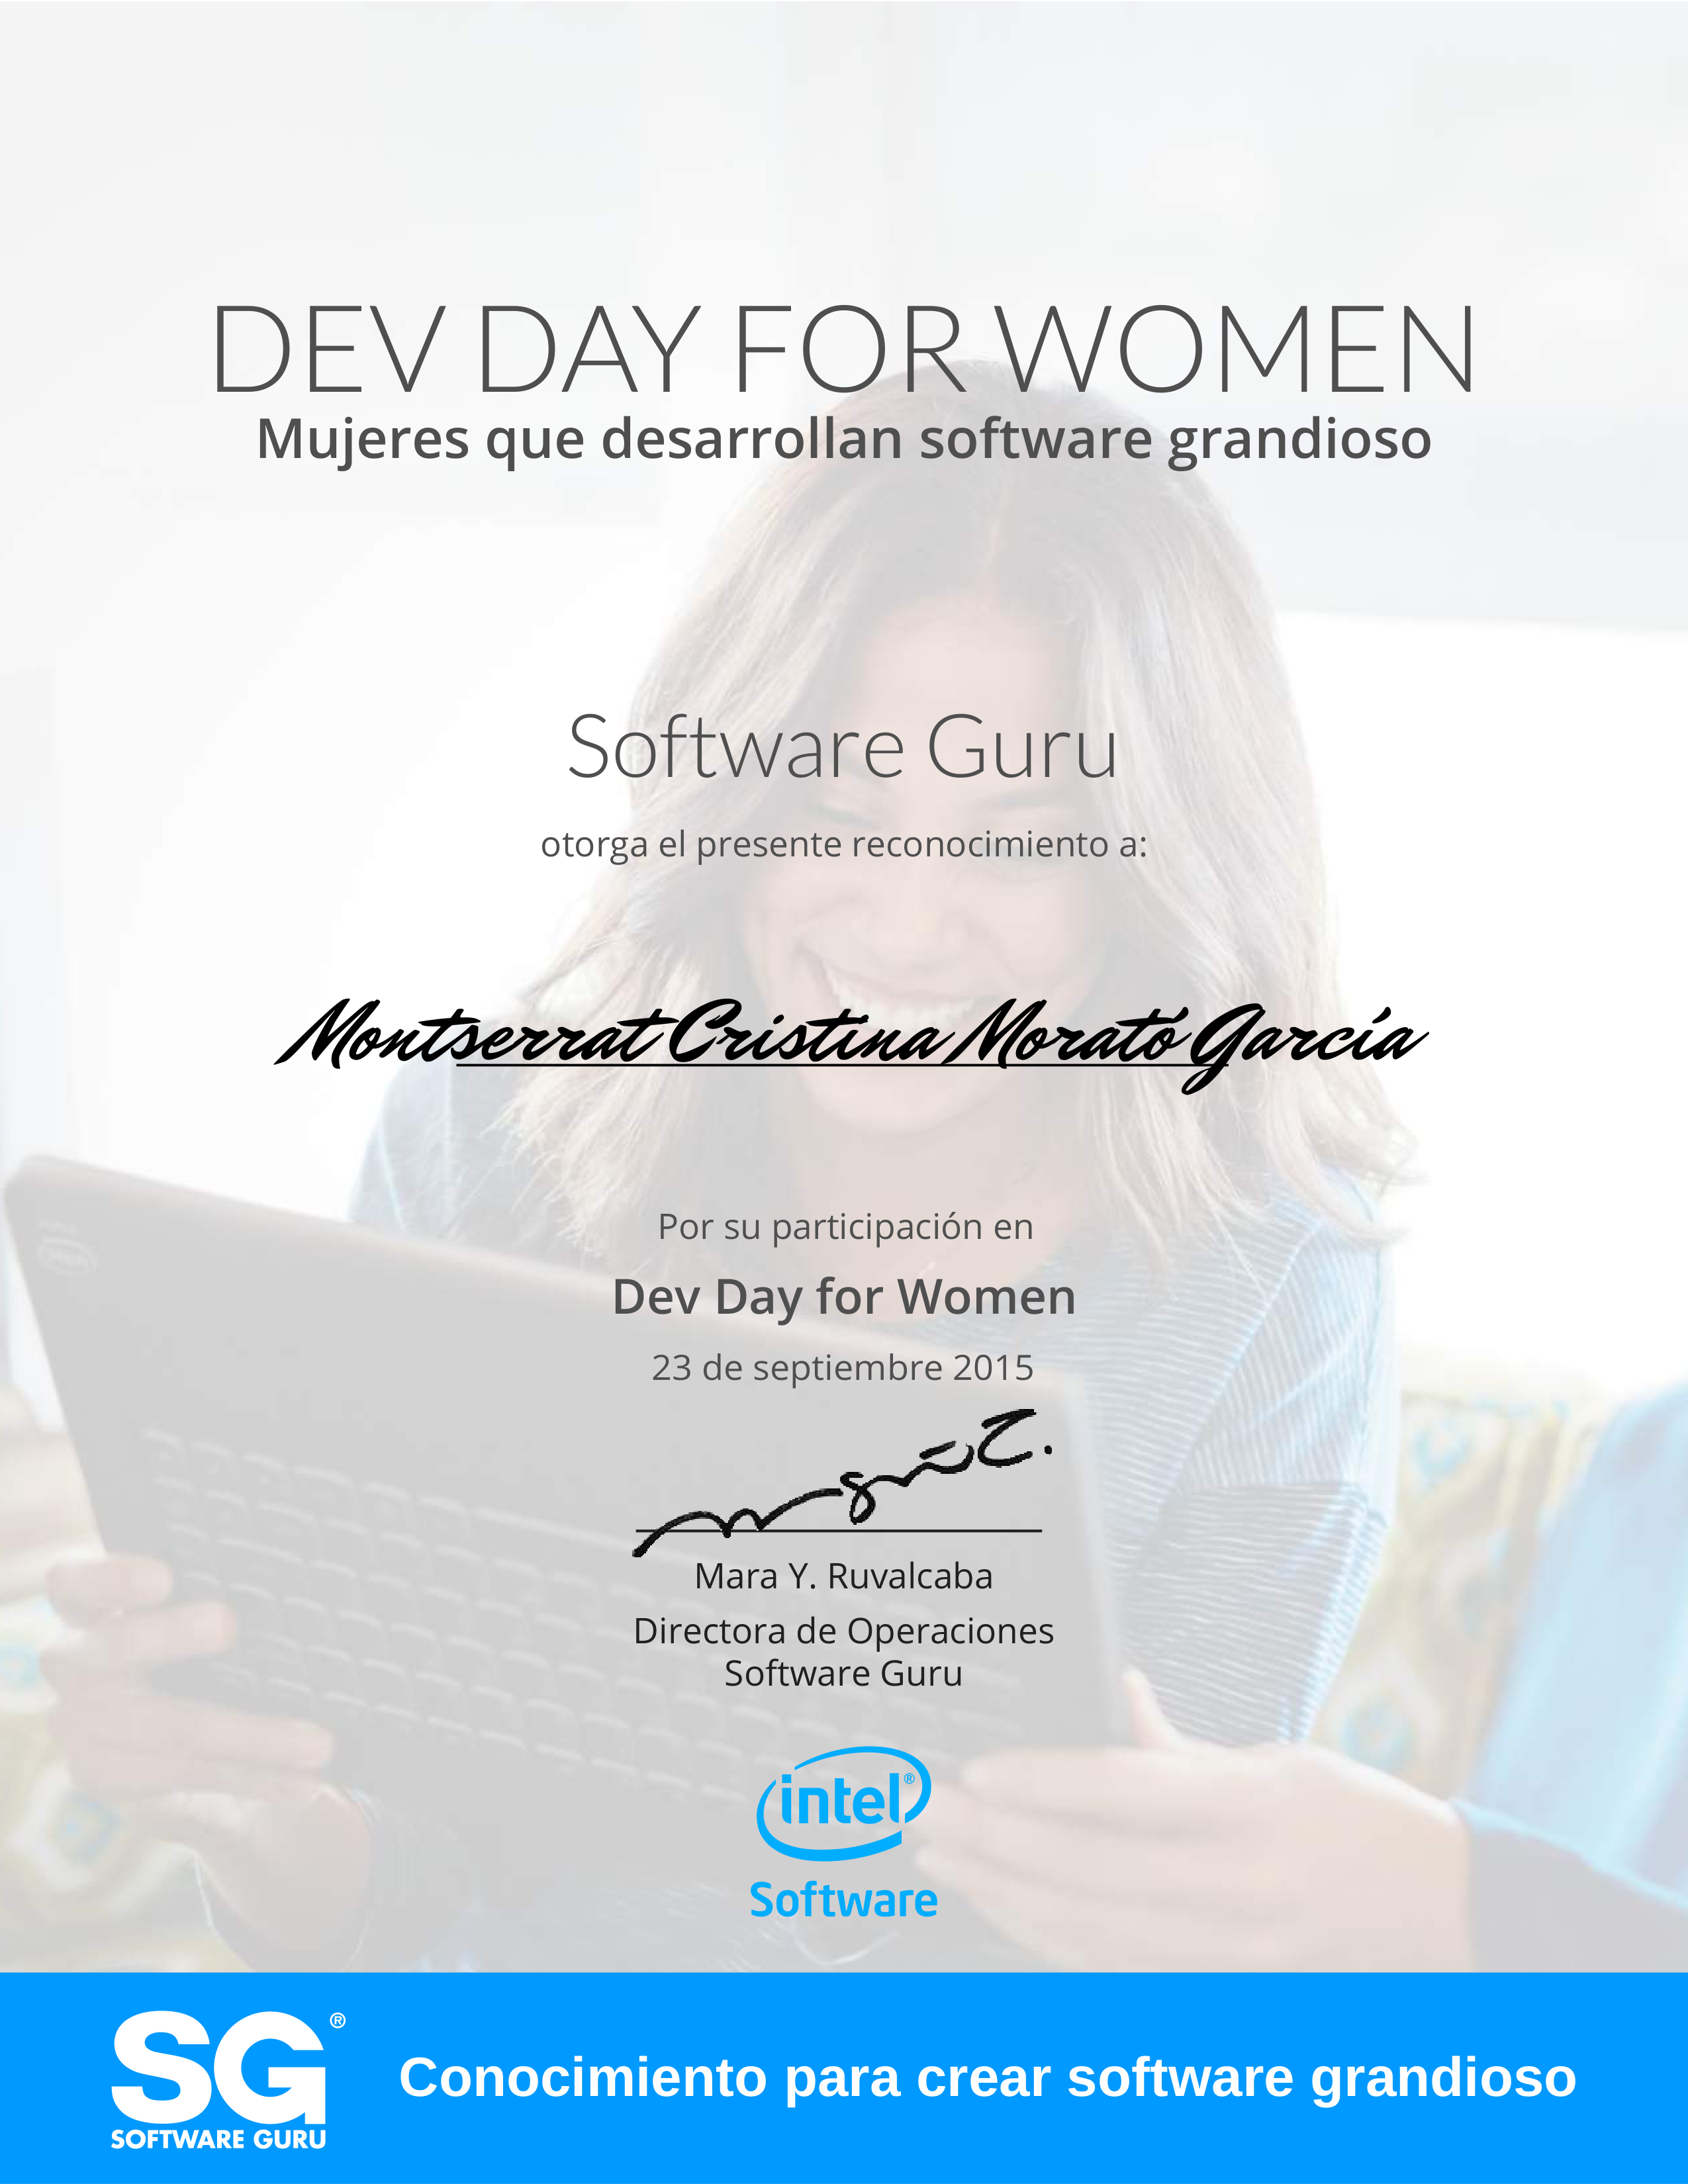 DEV DAY FOR WOMEN
Mujeres que desarrollan software grandioso
Software Guru
otorga el presente reconocimiento a:
Montserrat Cristina Morató García
Por su participación en
Dev Day for Women
23 de septiembre 2015
Mara Y. Ruvalcaba
Directora de Operaciones
Software Guru
intel®
Software
SG®
SOFTWARE GURU
Conocimiento para crear software grandioso